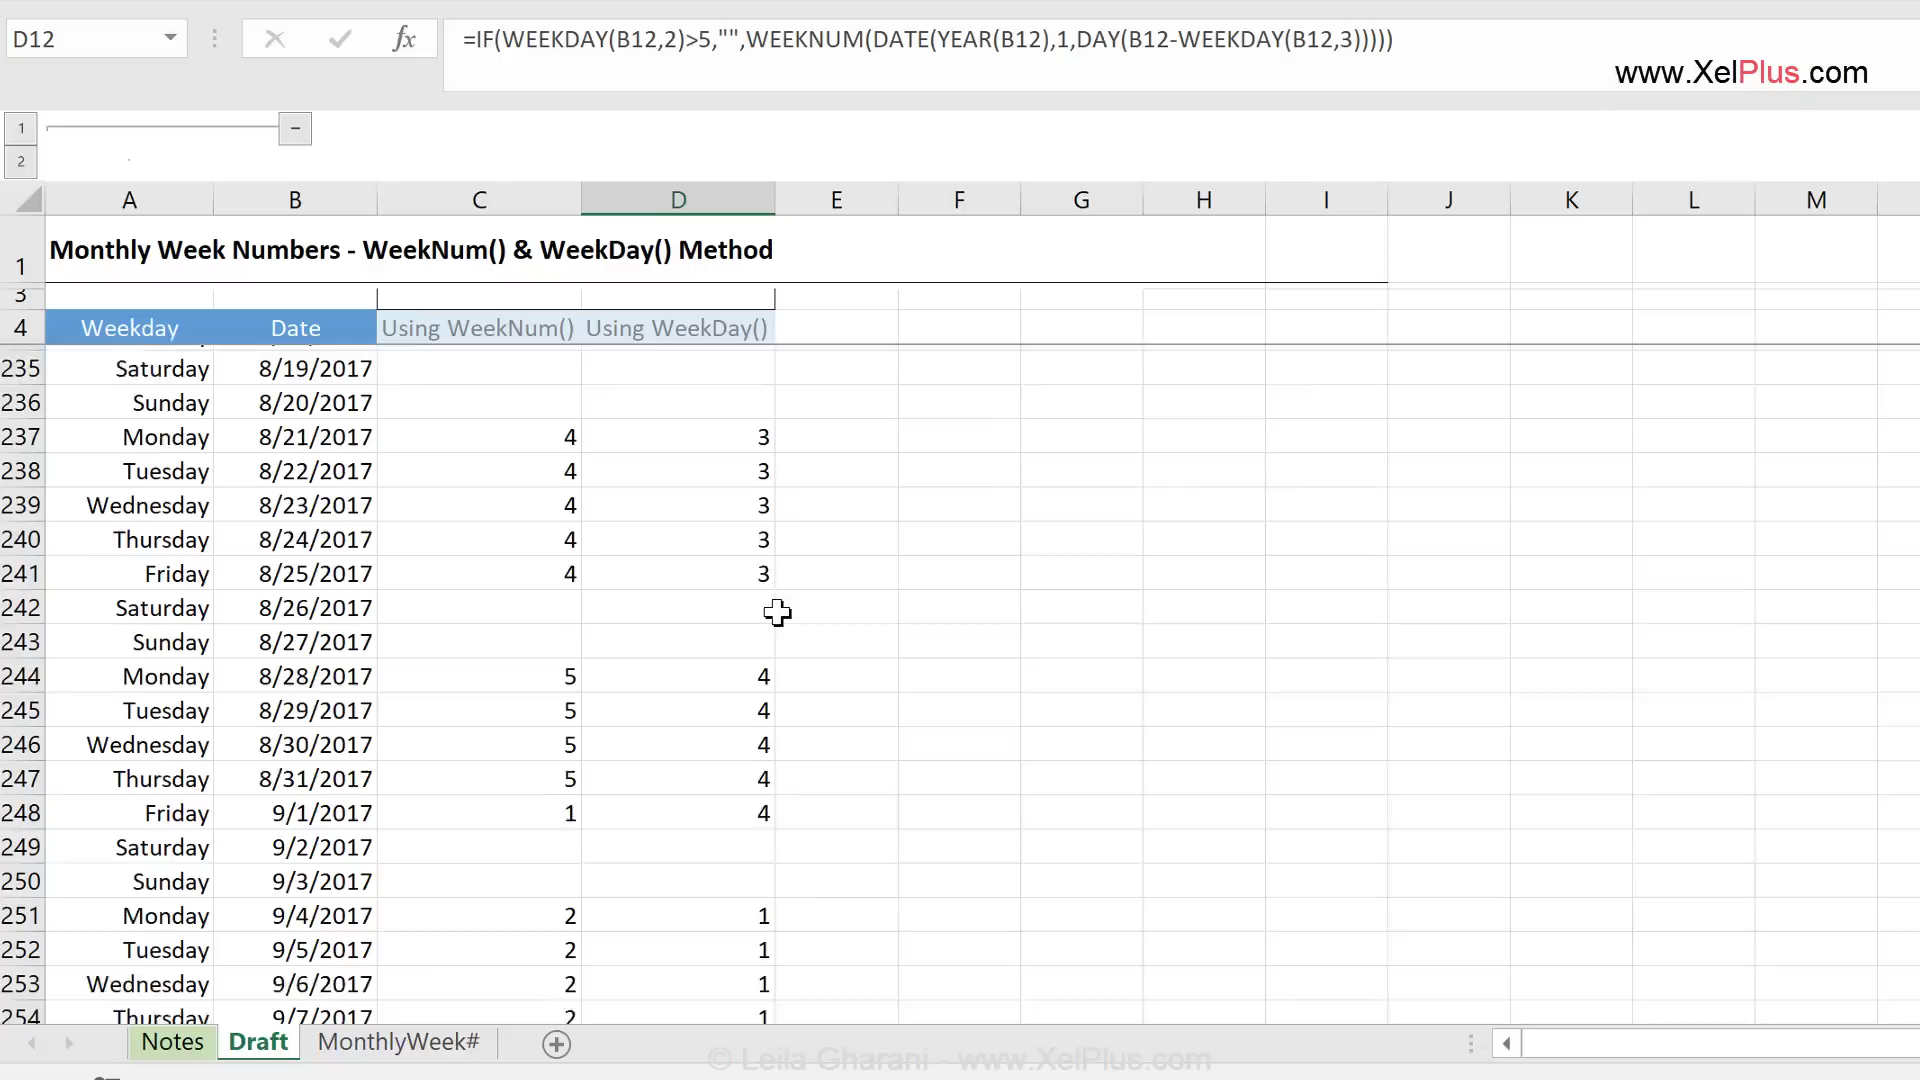 D12 fx =IF(WEEKDAY(B12,2)>5,"",WEEKNUM(DATE(YEAR(B12),1,DAY(B12-WEEKDAY(B12,3)))))
www.XelPlus.com
1
2
A B C D E F G H I J K L M
1 Monthly Week Numbers - WeekNum() & WeekDay() Method
3
4 Weekday Date Using WeekNum() Using WeekDay()
235 Saturday 8/19/2017
236 Sunday 8/20/2017
237 Monday 8/21/2017 4 3
238 Tuesday 8/22/2017 4 3
239 Wednesday 8/23/2017 4 3
240 Thursday 8/24/2017 4 3
241 Friday 8/25/2017 4 3
242 Saturday 8/26/2017
243 Sunday 8/27/2017
244 Monday 8/28/2017 5 4
245 Tuesday 8/29/2017 5 4
246 Wednesday 8/30/2017 5 4
247 Thursday 8/31/2017 5 4
248 Friday 9/1/2017 1 4
249 Saturday 9/2/2017
250 Sunday 9/3/2017
251 Monday 9/4/2017 2 1
252 Tuesday 9/5/2017 2 1
253 Wednesday 9/6/2017 2 1
254 Thursday 9/7/2017 2 1
Notes Draft MonthlyWeek#
© Leila Gharani - www.XelPlus.com